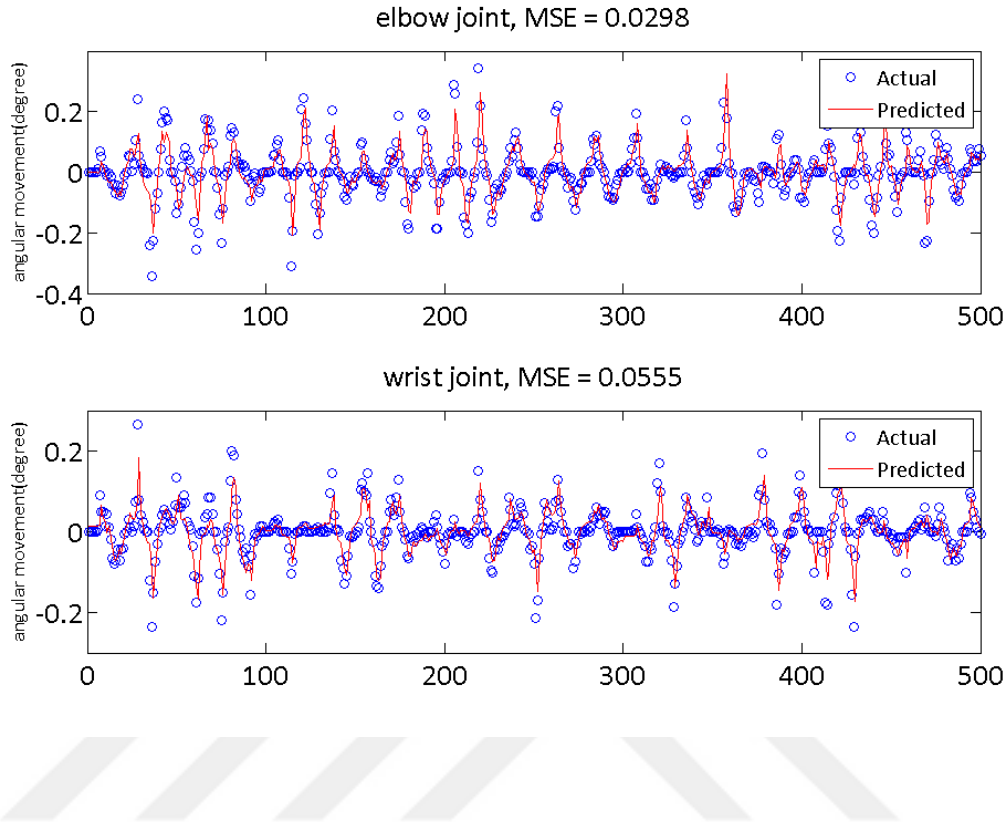 elbow joint, MSE = 0.0298
angular movement(degree)
0.2
0
-0.2
-0.4
Actual
Predicted
0 100 200 300 400 500
wrist joint, MSE = 0.0555
angular movement(degree)
0.2
0
-0.2
Actual
Predicted
0 100 200 300 400 500